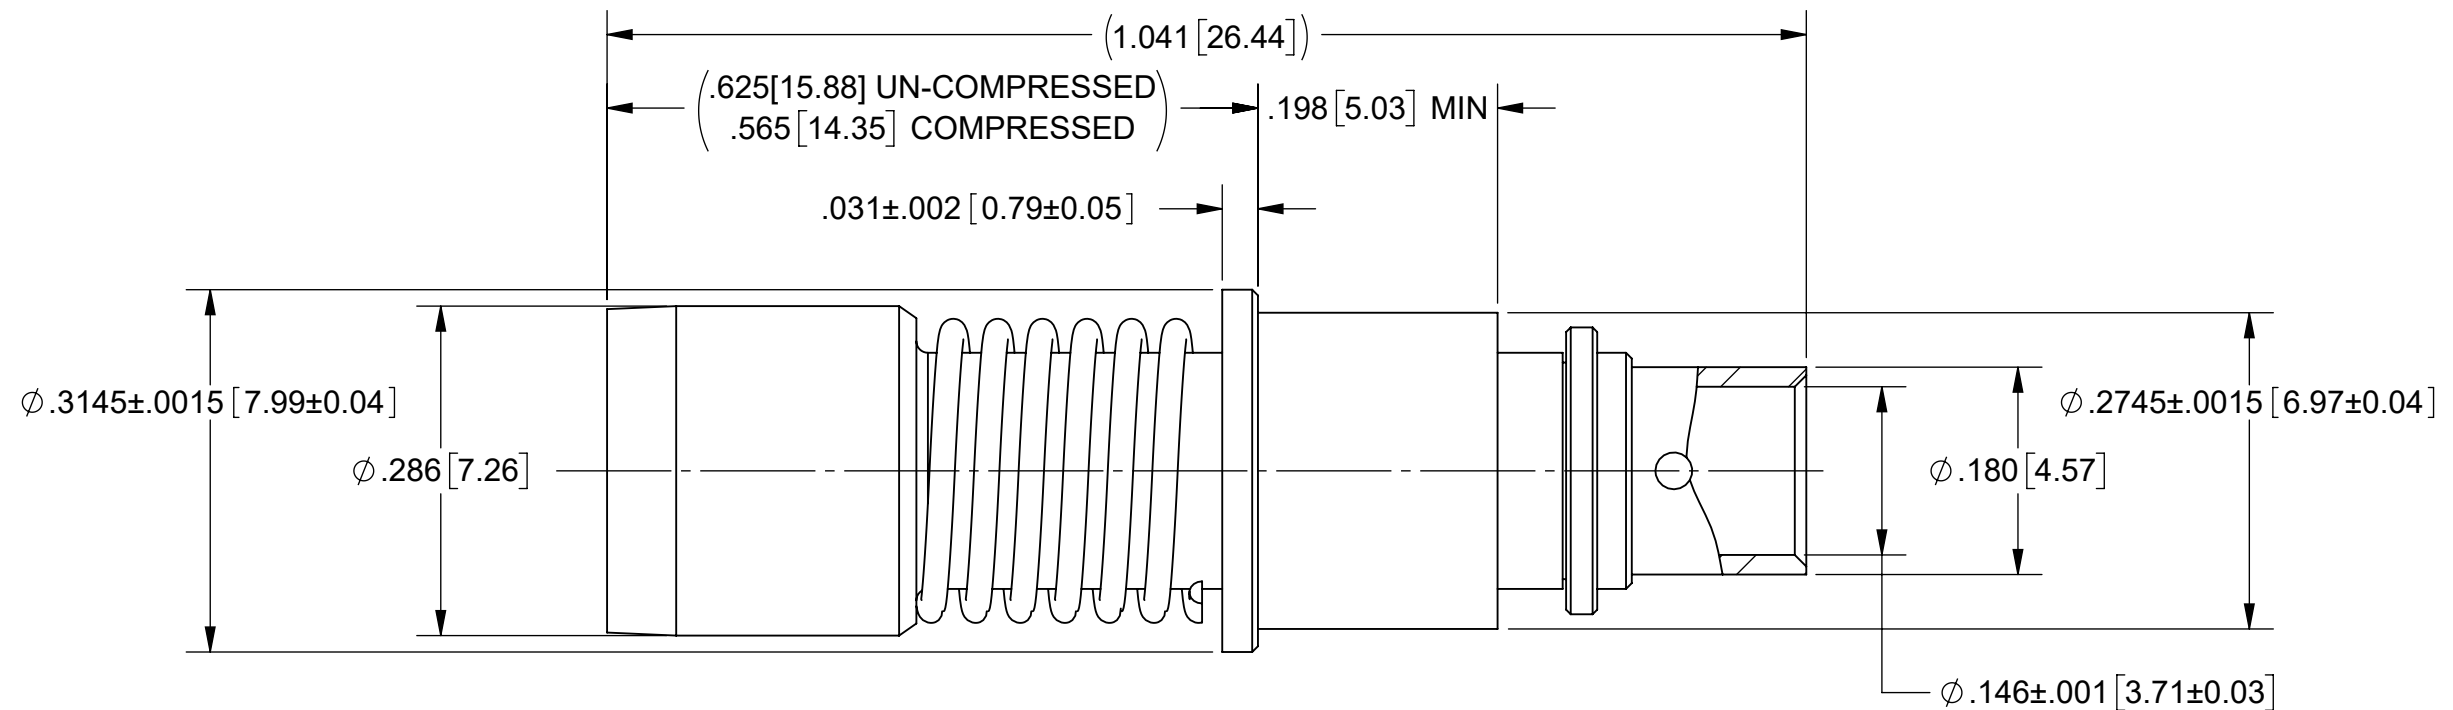 (1.041[26.44])
(.625[15.88] UN-COMPRESSED
.565[14.35] COMPRESSED)
.198[5.03] MIN
.031±.002[0.79±0.05]
∅.3145±.0015[7.99±0.04]
∅.2745±.0015[6.97±0.04]
∅.286[7.26]
∅.180[4.57]
∅.146±.001[3.71±0.03]